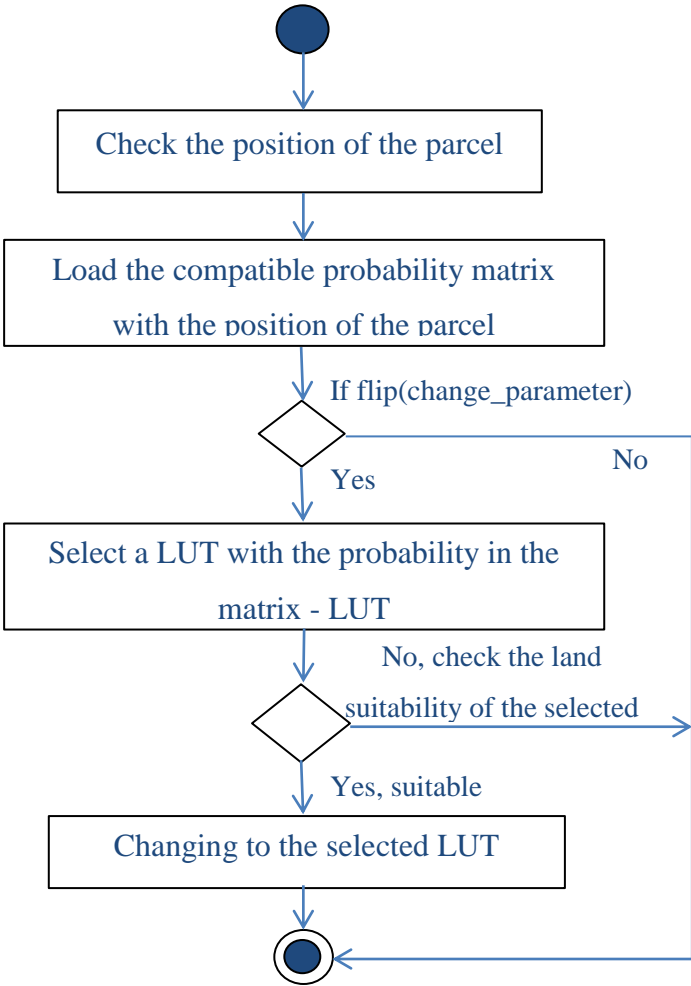 Check the position of the parcel
Load the compatible probability matrix
with the position of the parcel
If flip(change_parameter)
No
Yes
Select a LUT with the probability in the
matrix - LUT
No, check the land
suitability of the selected
Yes, suitable
Changing to the selected LUT